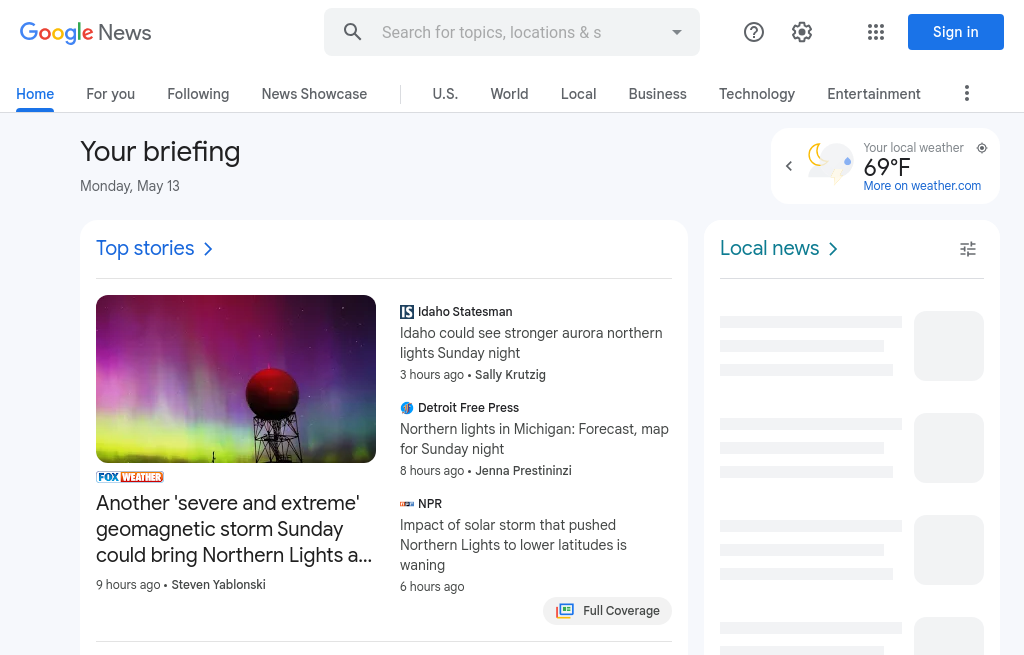 Google News
Search for topics, locations & s
Sign in
Home
For you
Following
News Showcase
U.S.
World
Local
Business
Technology
Entertainment
Your briefing
Monday, May 13
Your local weather
69°F
More on weather.com
Top stories
Local news
FOX WEATHER
Another 'severe and extreme'
geomagnetic storm Sunday
could bring Northern Lights a...
9 hours ago • Steven Yablonski
IS Idaho Statesman
Idaho could see stronger aurora northern
lights Sunday night
3 hours ago • Sally Krutzig
Detroit Free Press
Northern lights in Michigan: Forecast, map
for Sunday night
8 hours ago • Jenna Prestininzi
NPR
Impact of solar storm that pushed
Northern Lights to lower latitudes is
waning
6 hours ago
Full Coverage